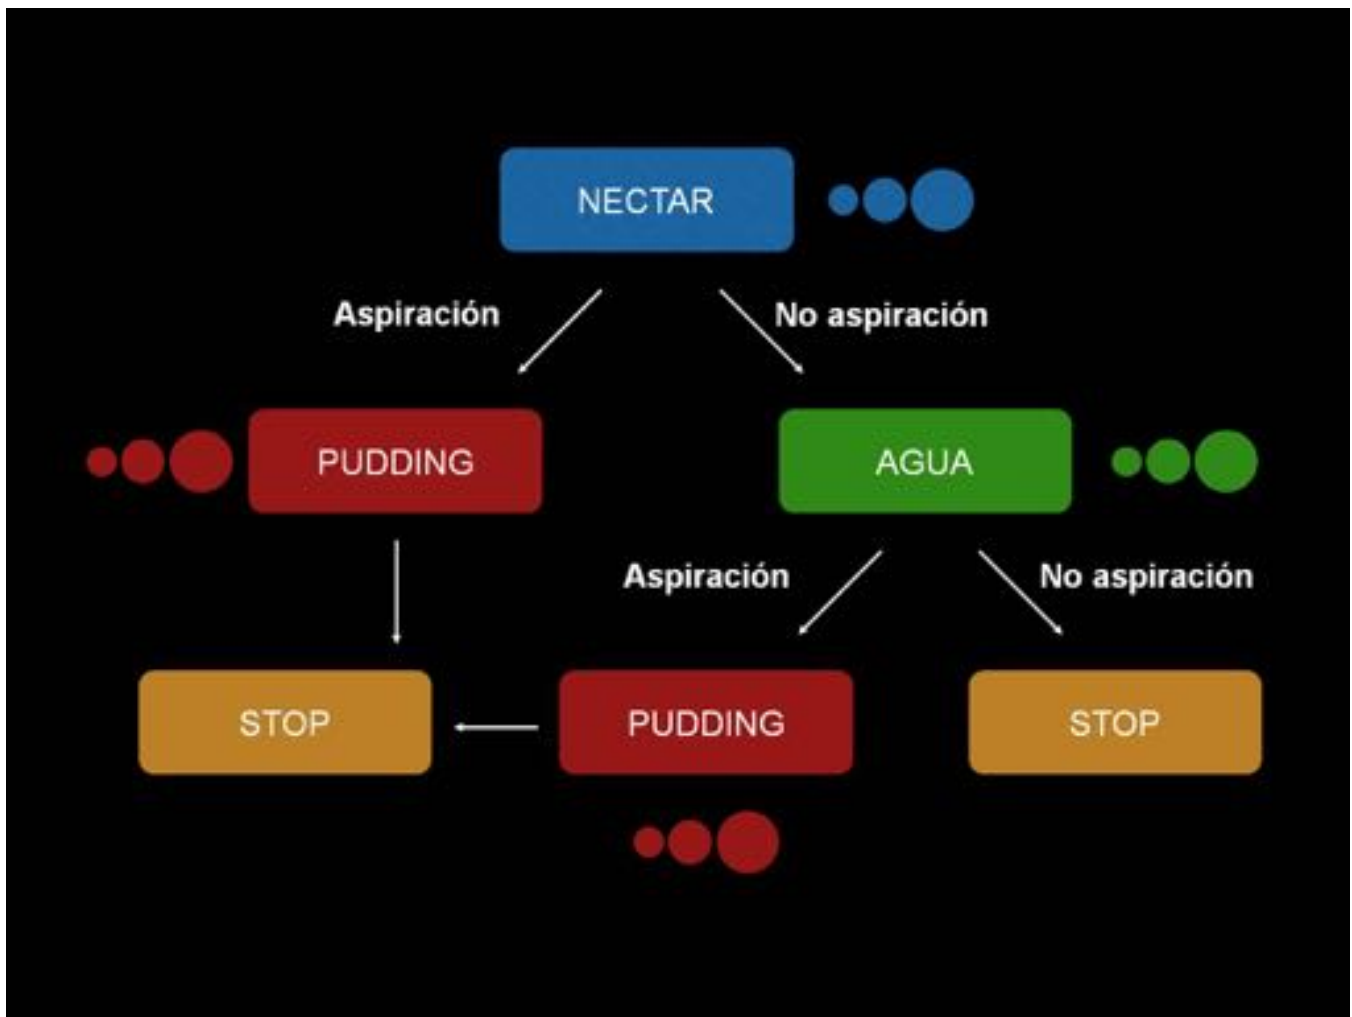 NECTAR
Aspiración
No aspiración
PUDDING
AGUA
Aspiración
No aspiración
STOP
PUDDING
STOP